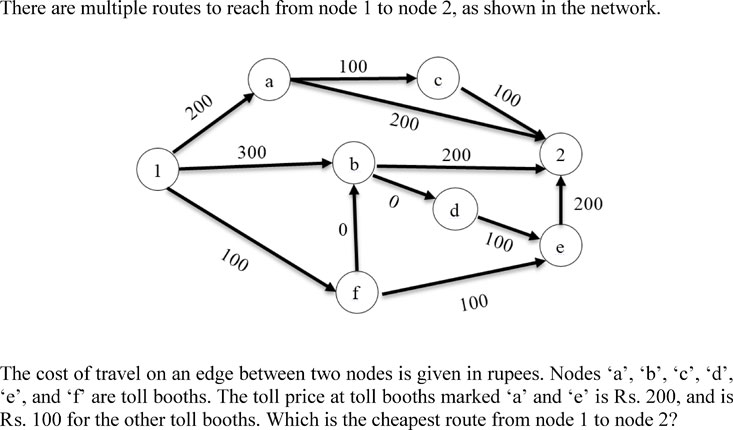 There are multiple routes to reach from node 1 to node 2, as shown in the network.
100
a
c
200
100
200
300
200
1
b
2
0
d
200
0
100
e
100
f
100
The cost of travel on an edge between two nodes is given in rupees. Nodes ‘a’, ‘b’, ‘c’, ‘d’,
‘e’, and ‘f’ are toll booths. The toll price at toll booths marked ‘a’ and ‘e’ is Rs. 200, and is
Rs. 100 for the other toll booths. Which is the cheapest route from node 1 to node 2?